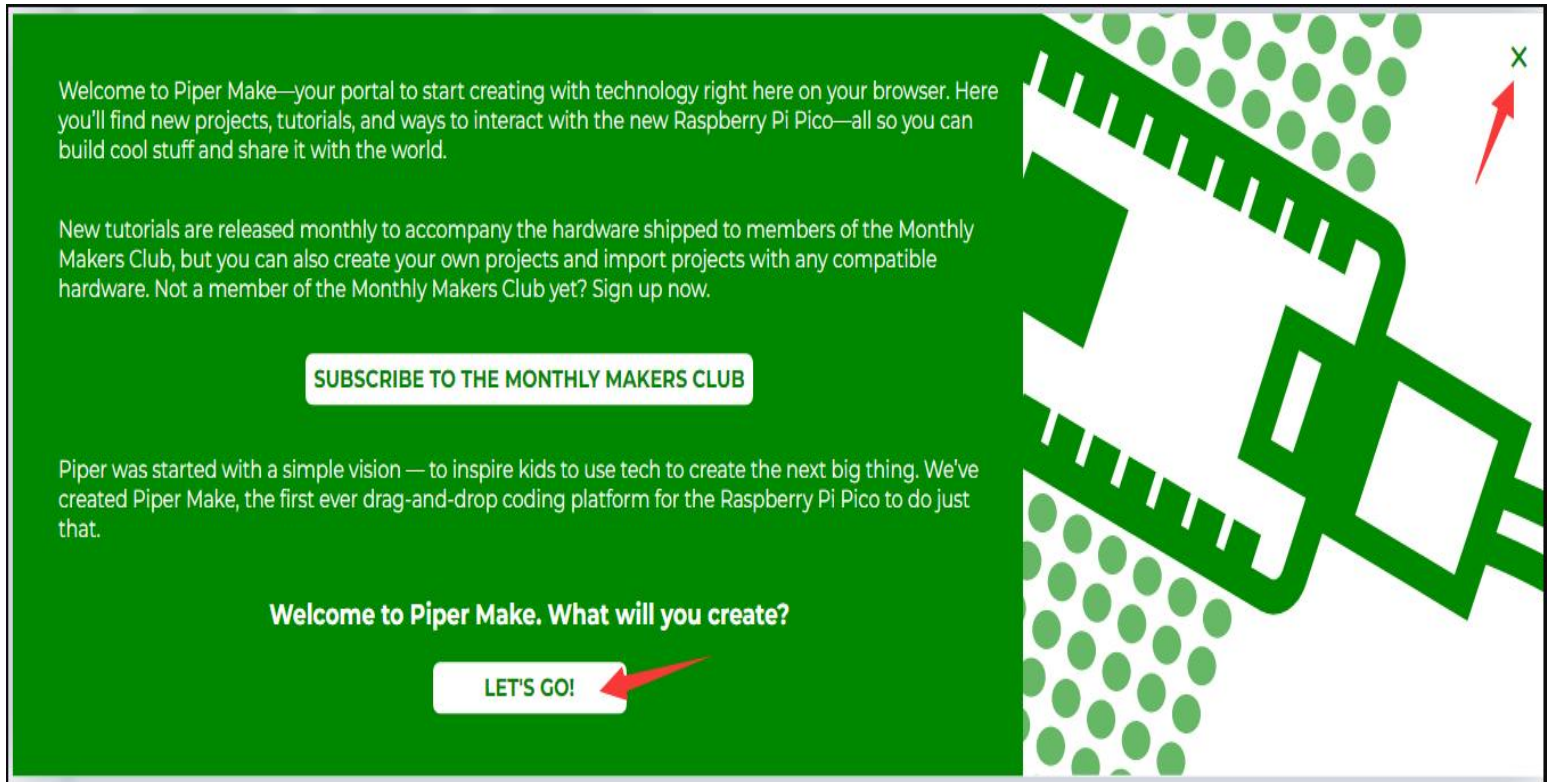 Welcome to Piper Make—your portal to start creating with technology right here on your browser. Here
you'll find new projects, tutorials, and ways to interact with the new Raspberry Pi Pico—all so you can
build cool stuff and share it with the world.
New tutorials are released monthly to accompany the hardware shipped to members of the Monthly
Makers Club, but you can also create your own projects and import projects with any compatible
hardware. Not a member of the Monthly Makers Club yet? Sign up now.
SUBSCRIBE TO THE MONTHLY MAKERS CLUB
Piper was started with a simple vision — to inspire kids to use tech to create the next big thing. We've
created Piper Make, the first ever drag-and-drop coding platform for the Raspberry Pi Pico to do just
that.
Welcome to Piper Make. What will you create?
LET'S GO!